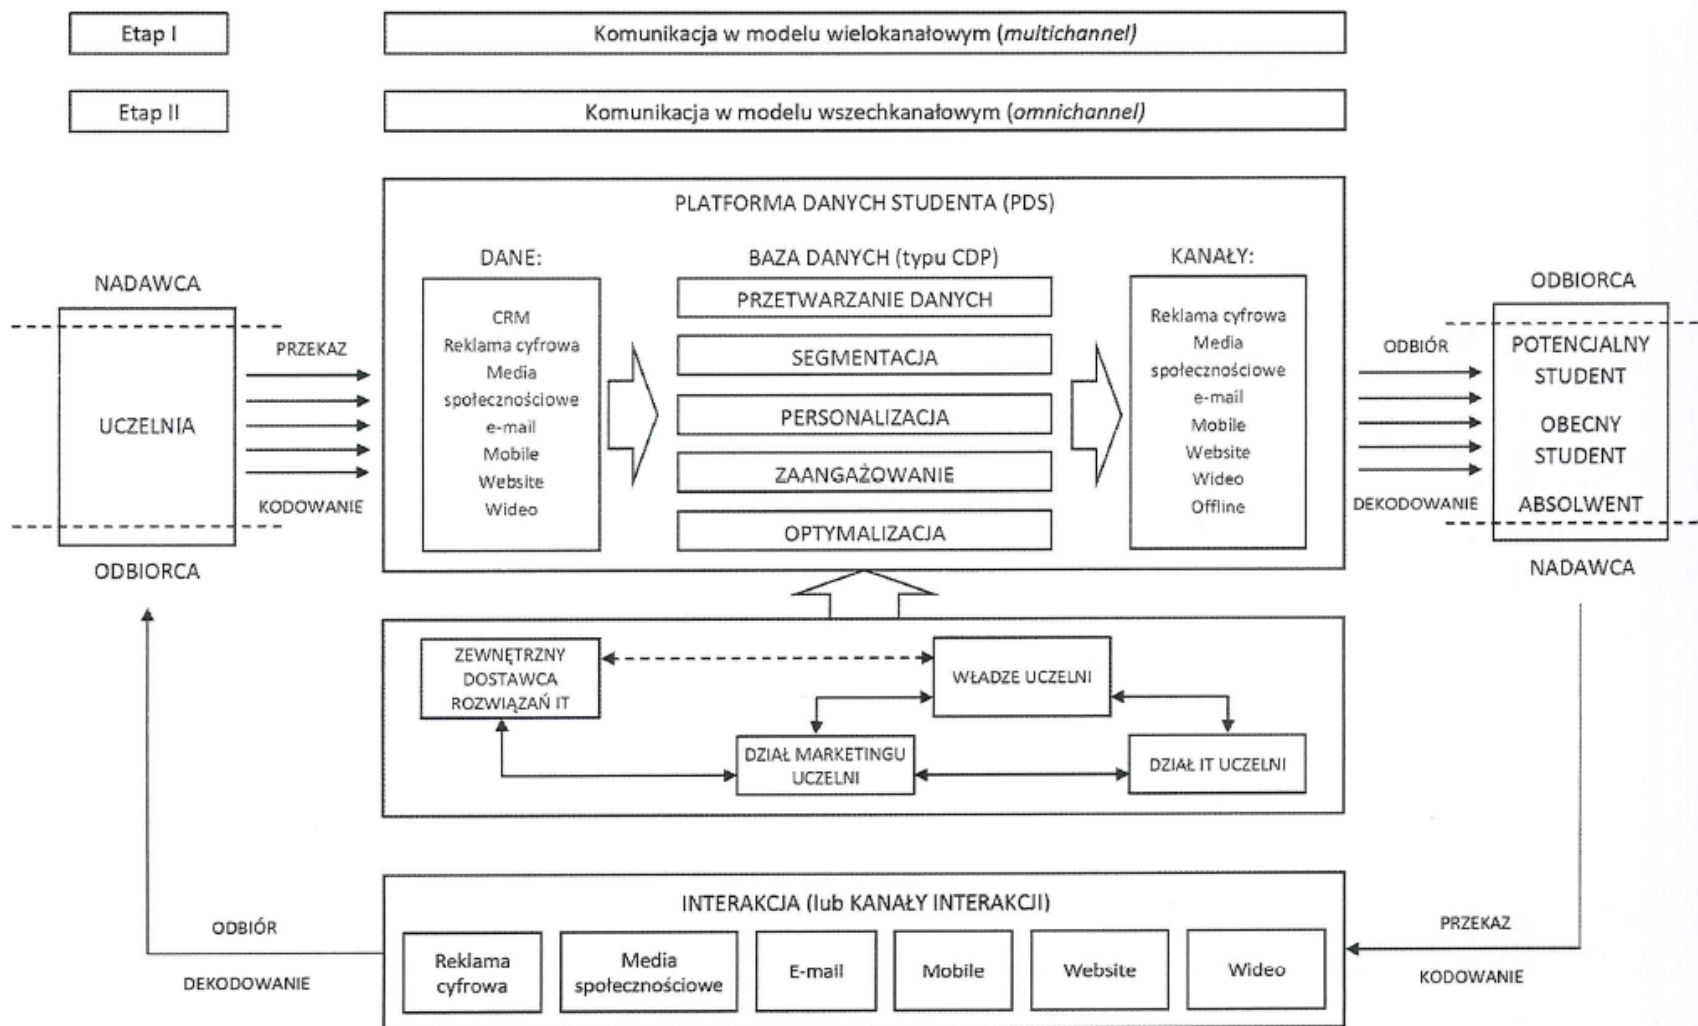 Etap I
Komunikacja w modelu wielokanałowym (multichannel)
Etap II
Komunikacja w modelu wszechkanałowym (omnichannel)
PLATFORMA DANYCH STUDENTA (PDS)
NADAWCA
UCZELNIA
ODBIORCA
PRZEKAZ
KODOWANIE
DANE:
CRM
Reklama cyfrowa
Media
społecznościowe
e-mail
Mobile
Website
Wideo
BAZA DANYCH (typu CDP)
PRZETWARZANIE DANYCH
SEGMENTACJA
PERSONALIZACJA
ZAANGAŻOWANIE
OPTYMALIZACJA
KANAŁY:
Reklama cyfrowa
Media
społecznościowe
e-mail
Mobile
Website
Wideo
Offline
ODBIÓR
DEKODOWANIE
ODBIORCA
POTENCJALNY
STUDENT
OBECNY
STUDENT
ABSOLWENT
NADAWCA
ZEWNĘTRZNY
DOSTAWCA
ROZWIĄZAŃ IT
WŁADZE UCZELNI
DZIAŁ MARKETINGU
UCZELNI
DZIAŁ IT UCZELNI
INTERAKCJA (lub KANAŁY INTERAKCJI)
ODBIÓR
DEKODOWANIE
Reklama
cyfrowa
Media
społecznościowe
E-mail
Mobile
Website
Wideo
PRZEKAZ
KODOWANIE